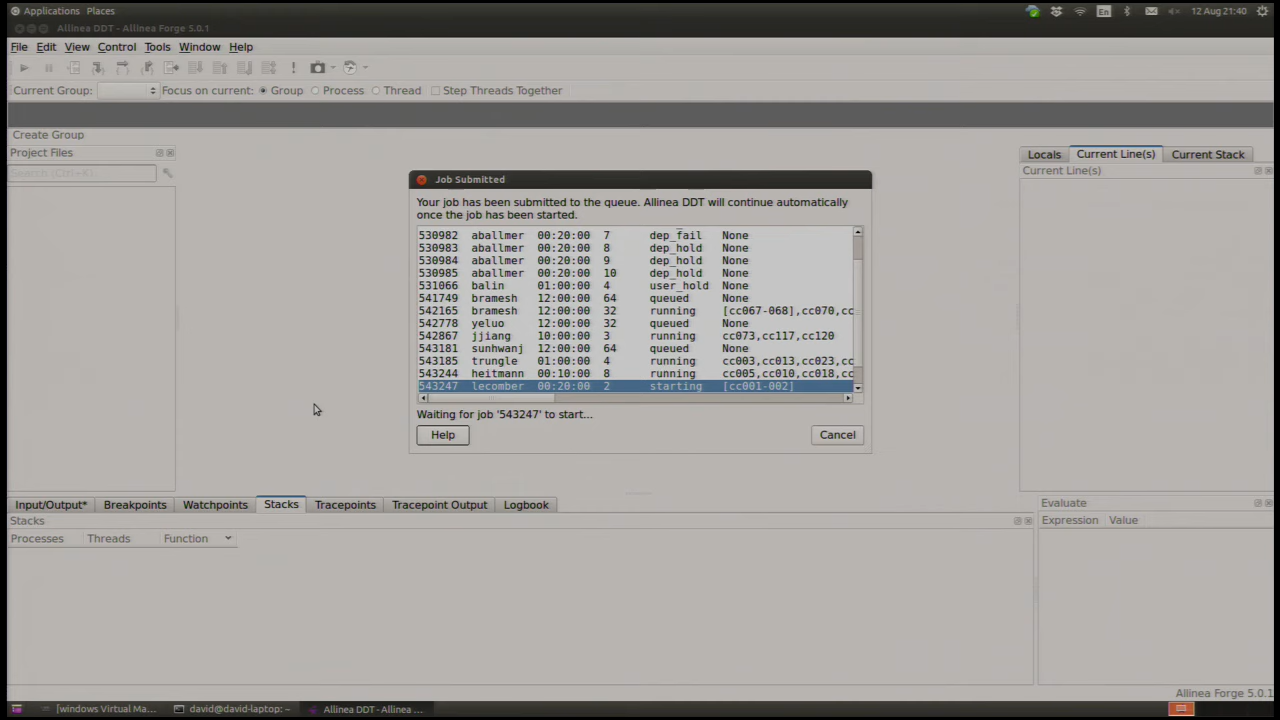 Applications Places
En
12 Aug 21:40
Allinea DDT - Allinea Forge 5.0.1
File Edit View Control Tools Window Help
Current Group: Focus on current: Group Process Thread Step Threads Together
Create Group
Project Files
Search (Ctrl+K)...
Locals Current Line(s) Current Stack
Current Line(s)
Job Submitted
Your job has been submitted to the queue. Allinea DDT will continue automatically
once the job has been started.
530982 aballmer 00:20:00 7 dep_fail None
530983 aballmer 00:20:00 8 dep_hold None
530984 aballmer 00:20:00 9 dep_hold None
530985 aballmer 00:20:00 10 dep_hold None
531066 balin 01:00:00 4 user_hold None
541749 bramesh 12:00:00 64 queued None
542165 bramesh 12:00:00 32 running [cc067-068],cc070,cc
542778 yeluo 12:00:00 32 queued None
542867 jjiang 10:00:00 3 running cc073,cc117,cc120
543181 sunhwanj 12:00:00 64 queued None
543185 trungle 01:00:00 4 running cc003,cc013,cc023,cc
543244 heitmann 00:10:00 8 running cc005,cc010,cc018,cc
543247 lecomber 00:20:00 2 starting [cc001-002]
Waiting for job '543247' to start...
Help Cancel
Input/Output* Breakpoints Watchpoints Stacks Tracepoints Tracepoint Output Logbook
Stacks
Processes Threads Function
Evaluate
Expression Value
Allinea Forge 5.0.1
[windows Virtual Ma... david@david-laptop: ~ Allinea DDT - Allinea ...